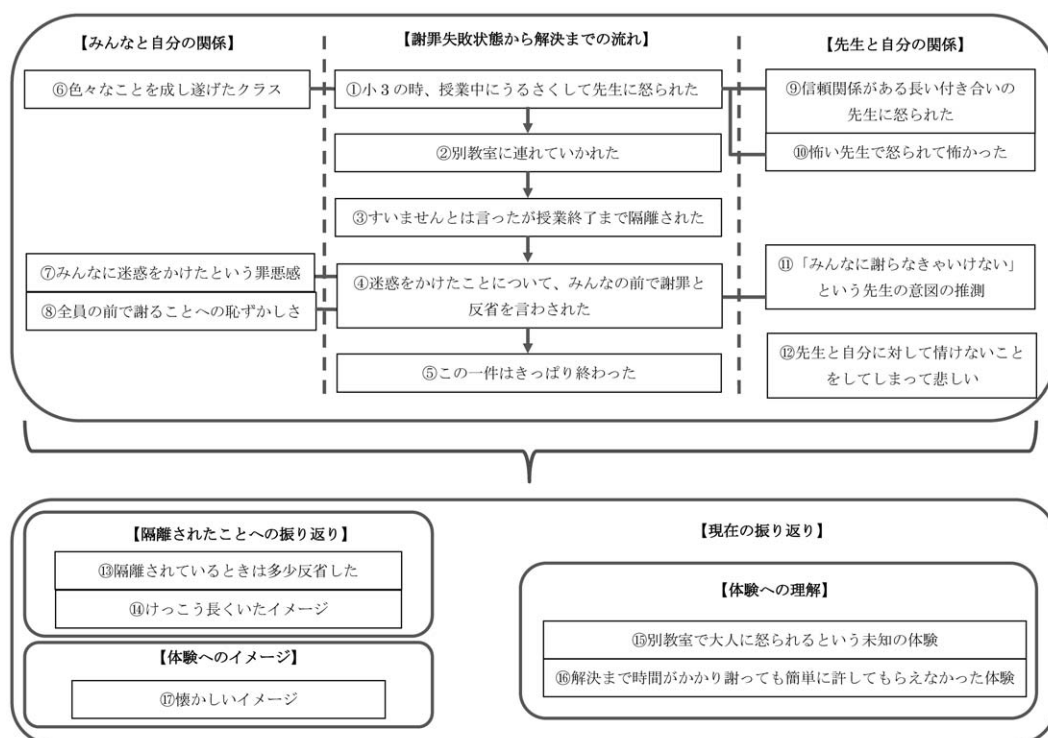 【みんなと自分の関係】
⑥色々なことを成し遂げたクラス
⑦みんなに迷惑をかけたという罪悪感
⑧全員の前で謝ることへの恥ずかしさ
【謝罪失敗状態から解決までの流れ】
①小３の時、授業中にうるさくして先生に怒られた
②別教室に連れていかれた
③すいませんとは言ったが授業終了まで隔離された
④迷惑をかけたことについて、みんなの前で謝罪と
反省を言わされた
⑤この一件はきっぱり終わった
【先生と自分の関係】
⑨信頼関係がある長い付き合いの
先生に怒られた
⑩怖い先生で怒られて怖かった
⑪「みんなに謝らなきゃいけない」
という先生の意図の推測
⑫先生と自分に対して情けないこと
をしてしまって悲しい
【隔離されたことへの振り返り】
⑬隔離されているときは多少反省した
⑭けっこう長くいたイメージ
【体験へのイメージ】
⑰懐かしいイメージ
【現在の振り返り】
【体験への理解】
⑮別教室で大人に怒られるという未知の体験
⑯解決まで時間がかかり謝っても簡単に許してもらえなかった体験